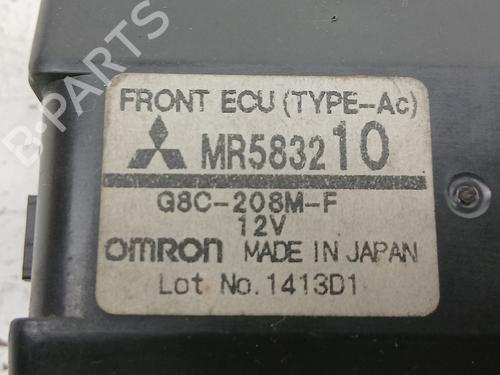 B-PARTS
FRONT ECU (TYPE-Ac)
MR583210
G8C-208M-F
12V
OMRON MADE IN JAPAN
Lot No. 1413D1